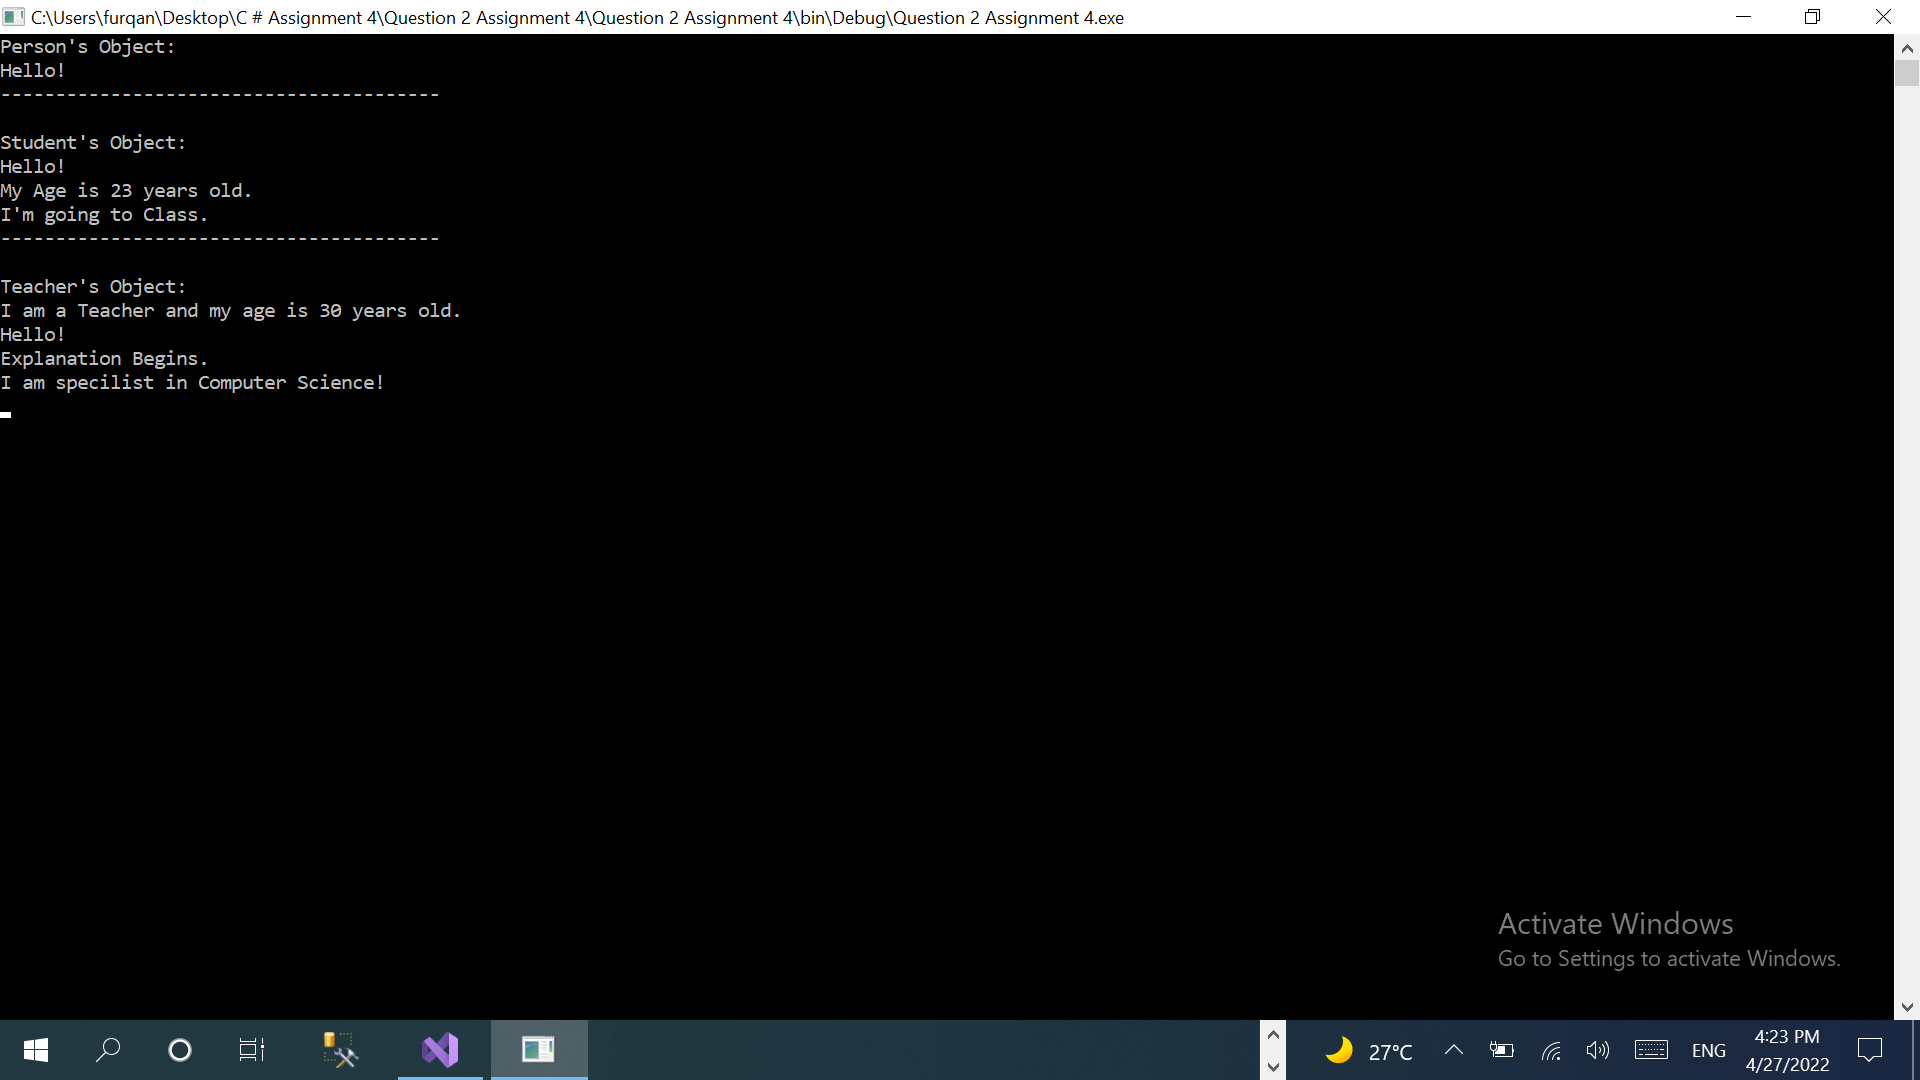 C:\Users\furqan\Desktop\C # Assignment 4\Question 2 Assignment 4\Question 2 Assignment 4\bin\Debug\Question 2 Assignment 4.exe
Person's Object:
Hello!
----------------------------------------
Student's Object:
Hello!
My Age is 23 years old.
I'm going to Class.
----------------------------------------
Teacher's Object:
I am a Teacher and my age is 30 years old.
Hello!
Explanation Begins.
I am specilist in Computer Science!
Activate Windows
Go to Settings to activate Windows.
27°C
ENG
4:23 PM
4/27/2022